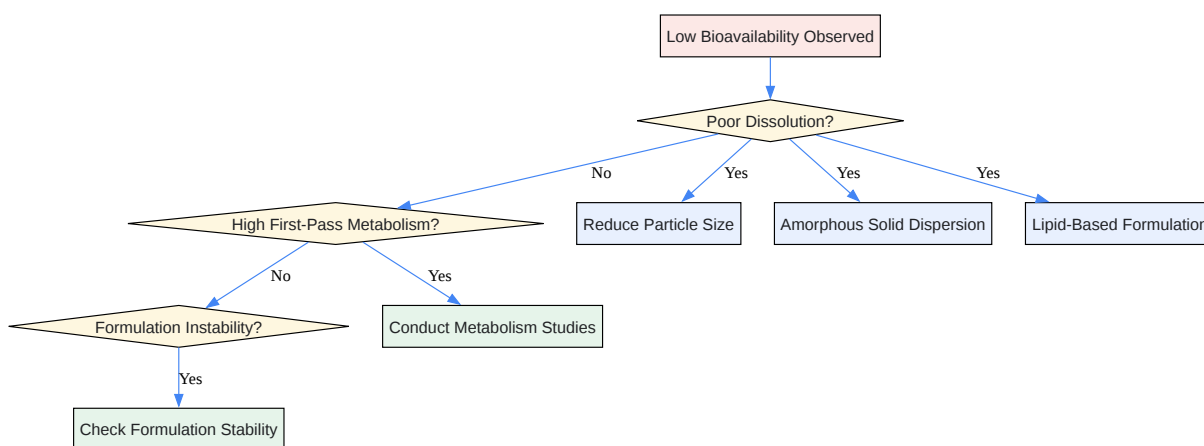 Low Bioavailability Observed
Poor Dissolution?
No
Yes
Yes
Yes
High First-Pass Metabolism?
Reduce Particle Size
Amorphous Solid Dispersion
Lipid-Based Formulation
No
Yes
Formulation Instability?
Conduct Metabolism Studies
Yes
Check Formulation Stability